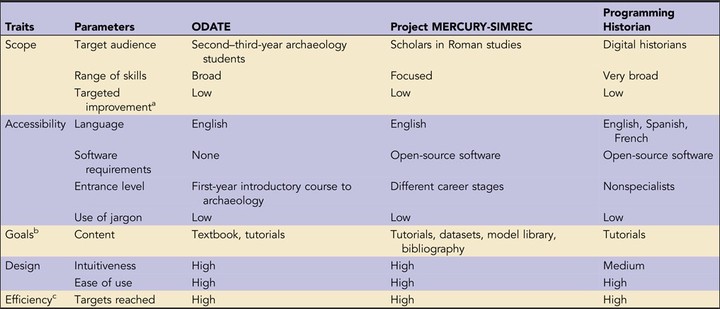 Traits Parameters ODATE Project MERCURY-SIMREC Programming
Historian
Scope Target audience Second–third-year archaeology Scholars in Roman studies Digital historians
students
Range of skills Broad Focused Very broad
Targeted Low Low Low
improvementa
Accessibility Language English English English, Spanish,
French
Software None Open-source software Open-source software
requirements
Entrance level First-year introductory course to Different career stages Nonspecialists
archaeology
Use of jargon Low Low Low
Goalsb Content Textbook, tutorials Tutorials, datasets, model library, Tutorials
bibliography
Design Intuitiveness High High Medium
Ease of use High High High
Efficiencyc Targets reached High High High